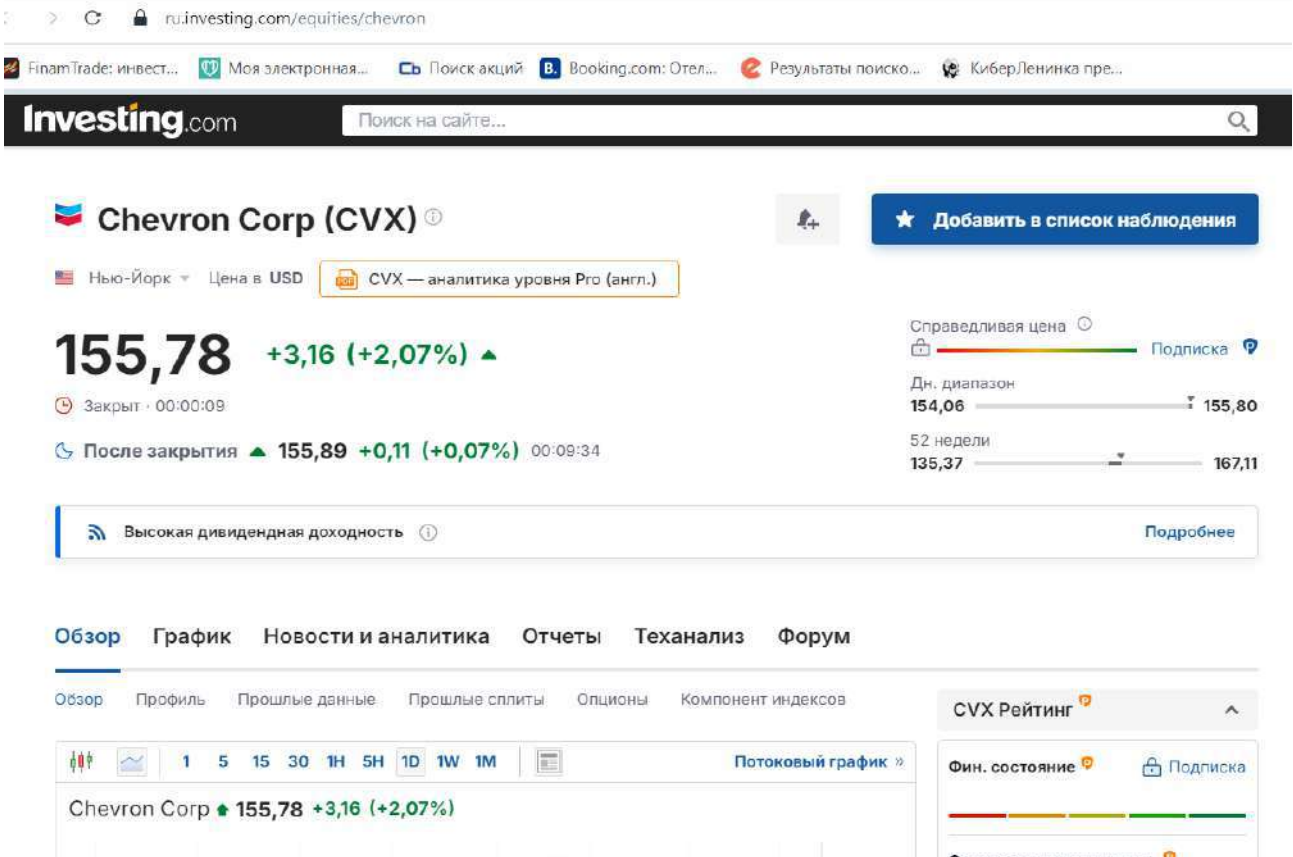 ru.investing.com/equities/chevron
FinamTrade: инвест... Моя электронная... Сb Поиск акций B. Booking.com: Отел... Результаты поиско... КиберЛенинка пре...
Investing.com Поиск на сайте...
Chevron Corp (CVX)
Добавить в список наблюдения
Нью-Йорк Цена в USD CVX — аналитика уровня Pro (англ.)
155,78 +3,16 (+2,07%)
Справедливая цена
Подписка
Закрыт · 00:00:09
Дн. диапазон
154,06 155,80
После закрытия 155,89 +0,11 (+0,07%) 00:09:34
52 недели
135,37 167,11
Высокая дивидендная доходность Подробнее
Обзор График Новости и аналитика Отчеты Теханализ Форум
Обзор Профиль Прошлые данные Прошлые сплиты Опционы Компонент индексов
CVX Рейтинг
1 5 15 30 1H 5H 1D 1W 1M Потоковый график »
Фин. состояние Подписка
Chevron Corp 155,78 +3,16 (+2,07%)